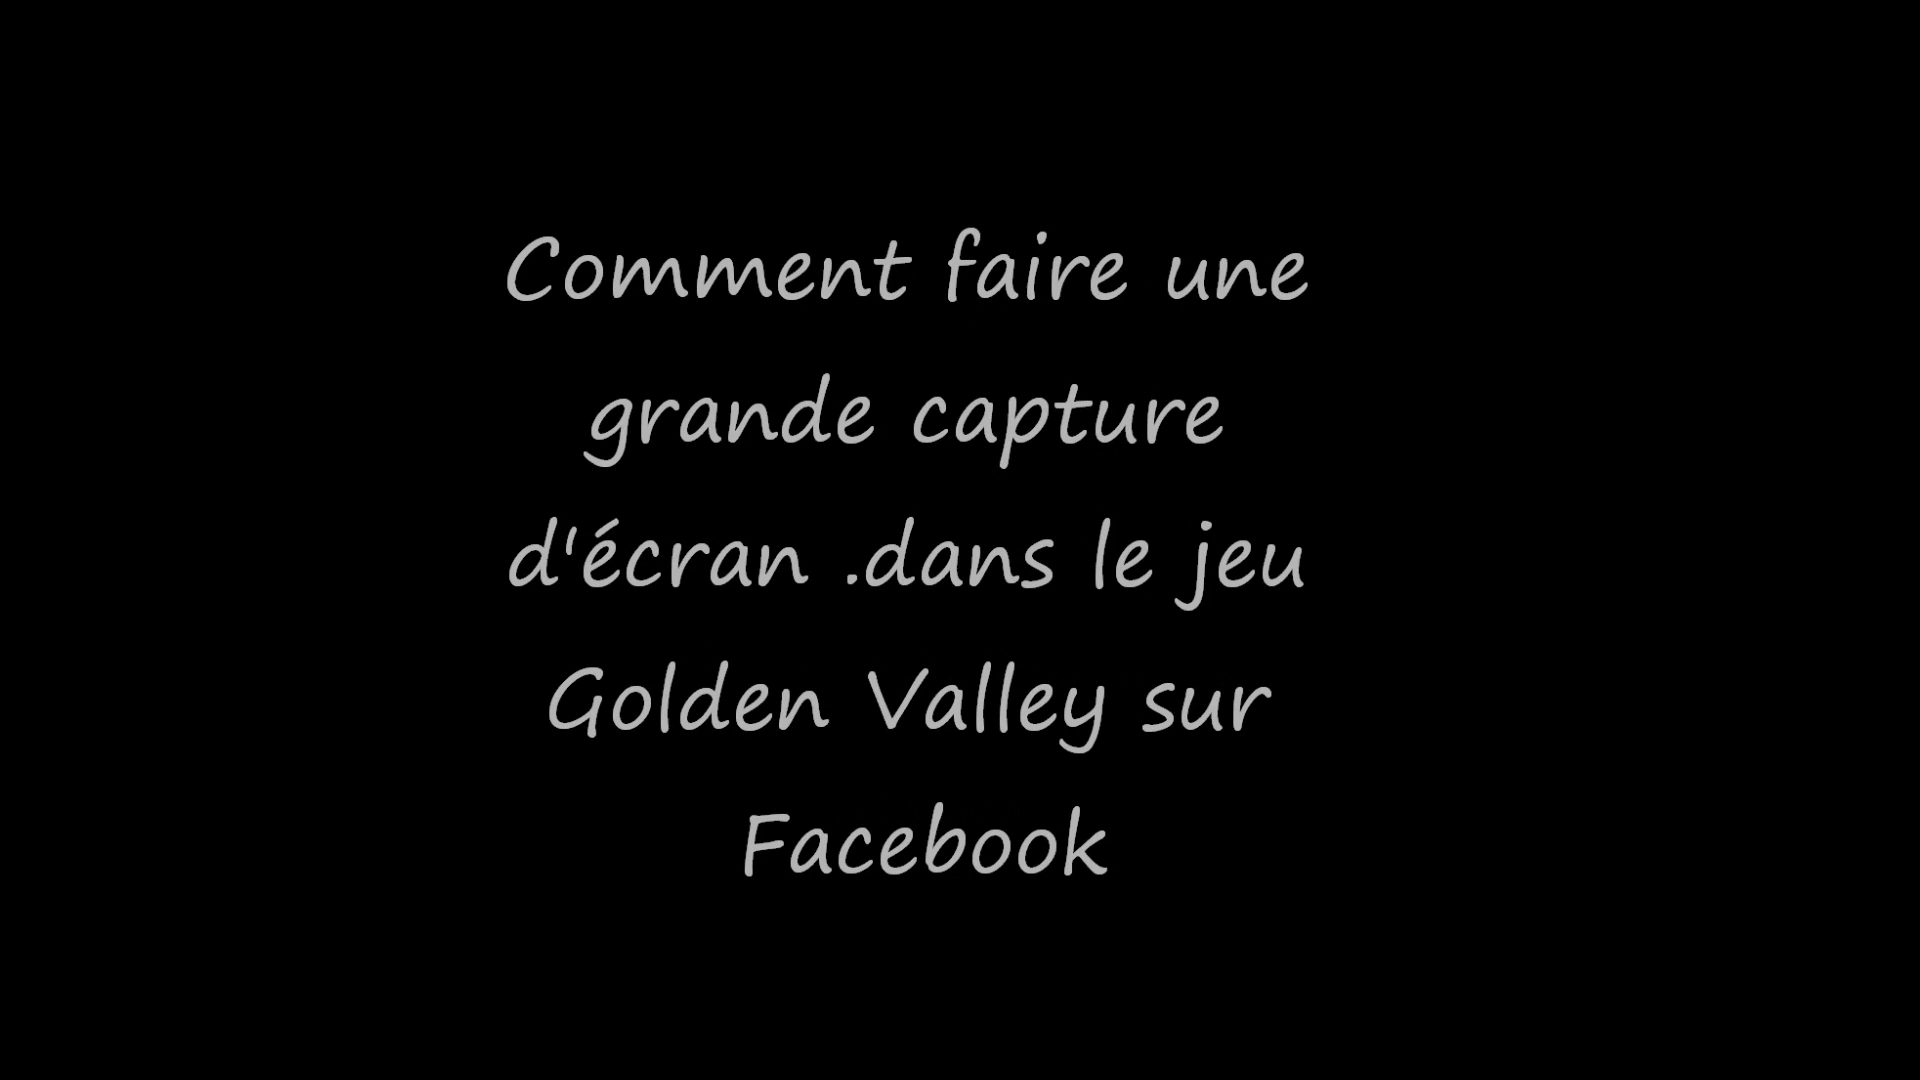 Comment faire une
grande capture
d'écran .dans le jeu
Golden Valley sur
Facebook